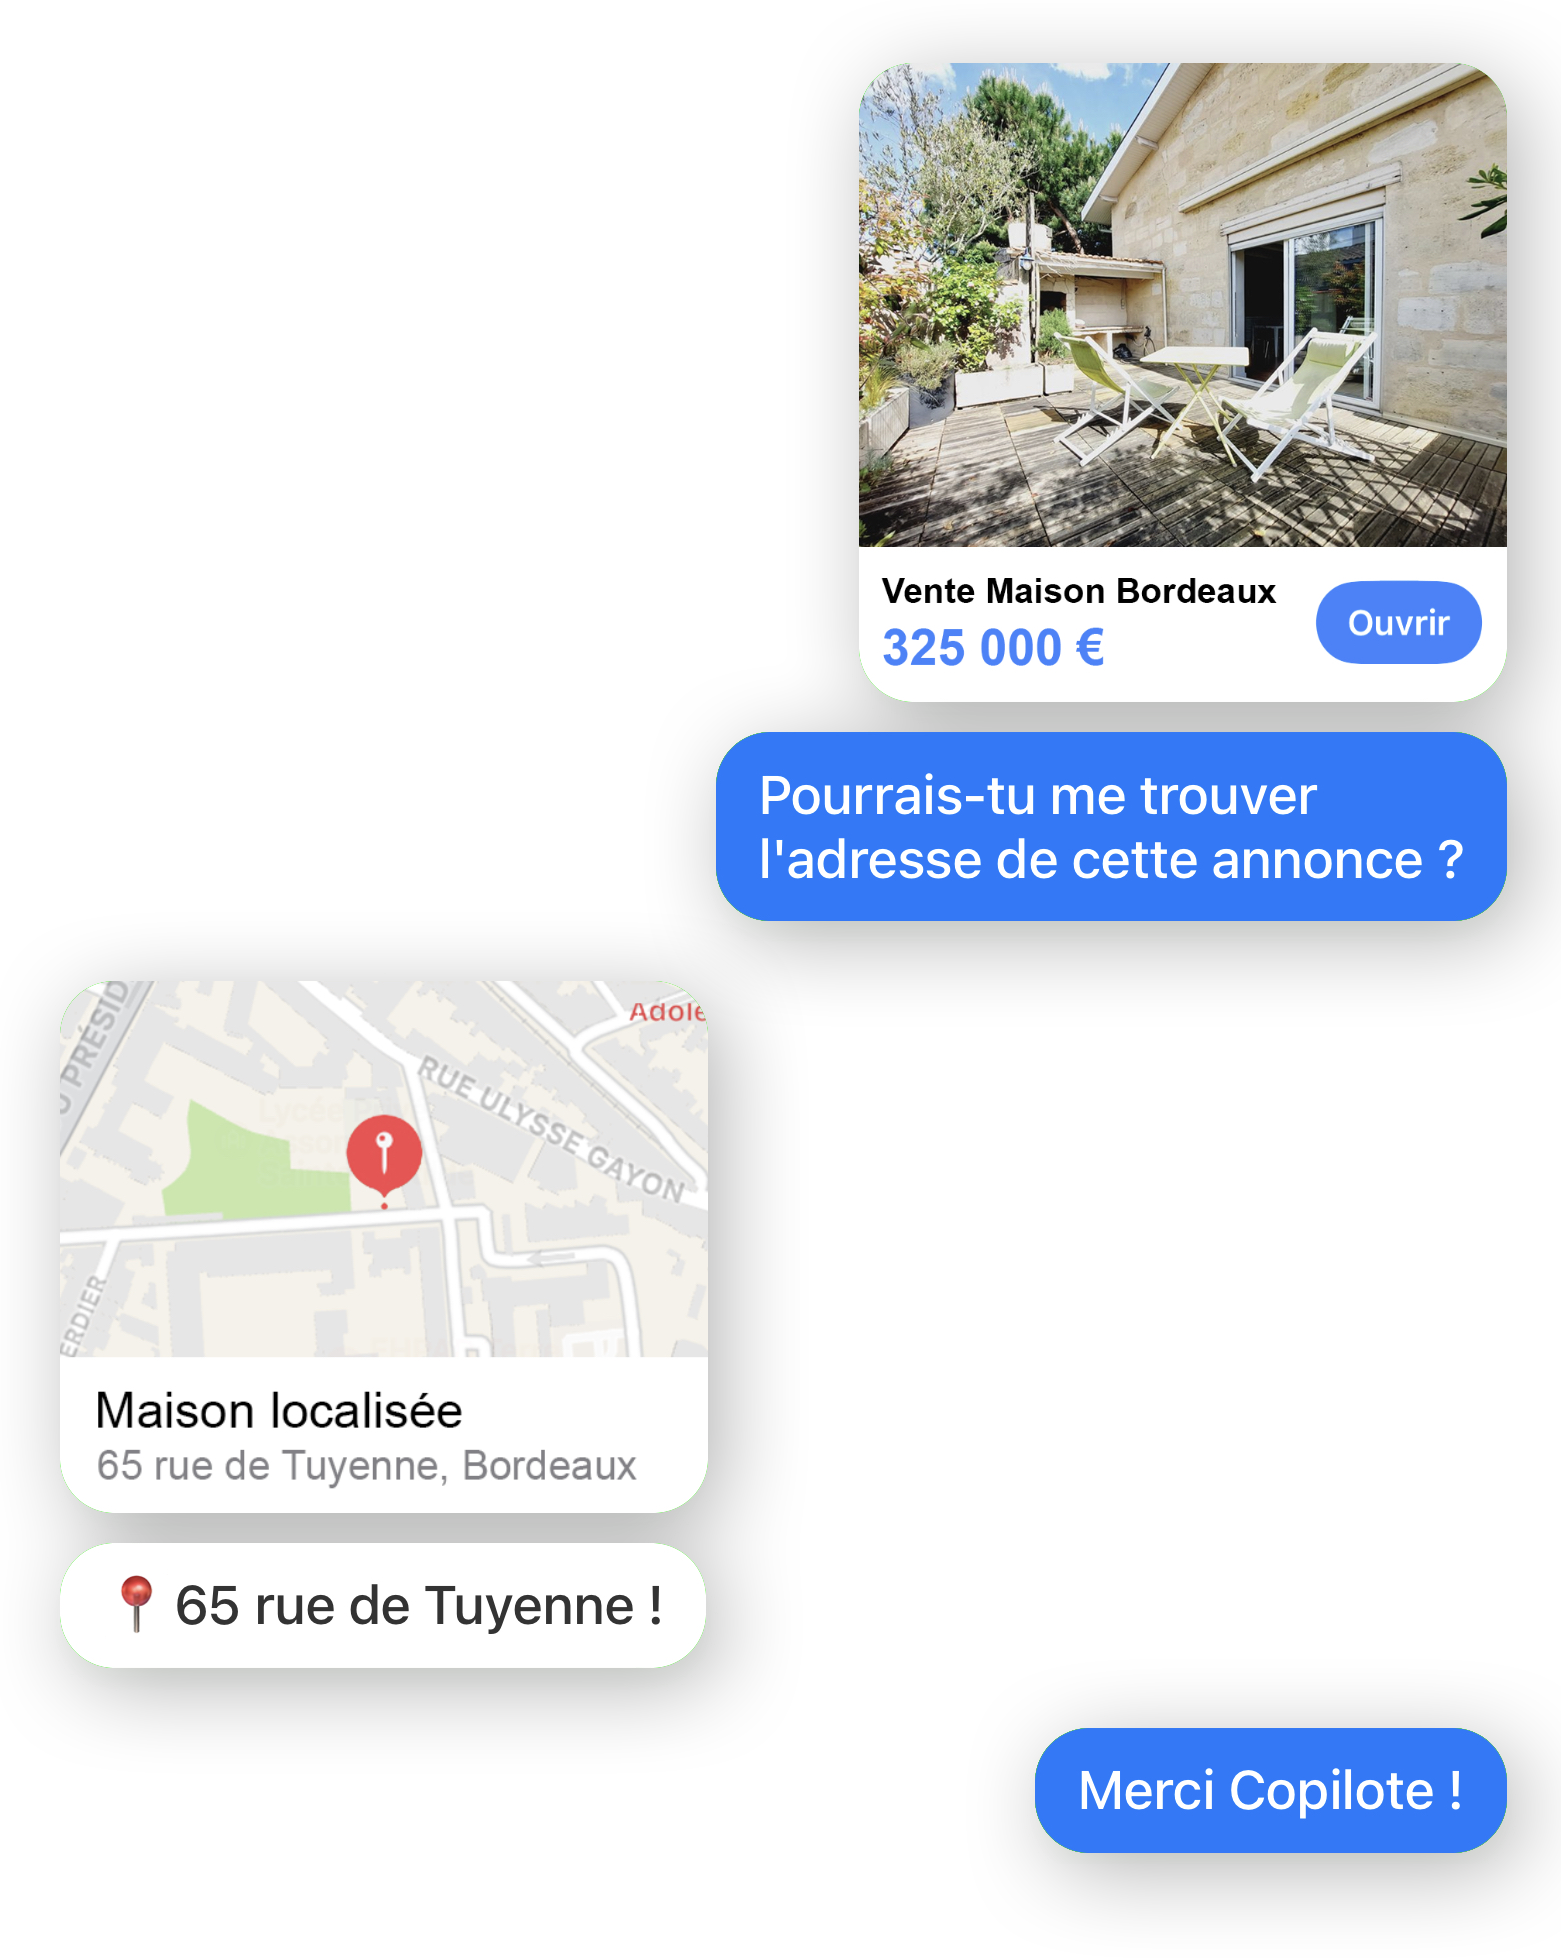 Vente Maison Bordeaux
325 000 €
Ouvrir
Pourrais-tu me trouver
l'adresse de cette annonce ?
PRÉSID
Adole
RUE ULYSSE GAYON
Lycée
ERDIER
Maison localisée
65 rue de Tuyenne, Bordeaux
65 rue de Tuyenne !
Merci Copilote !